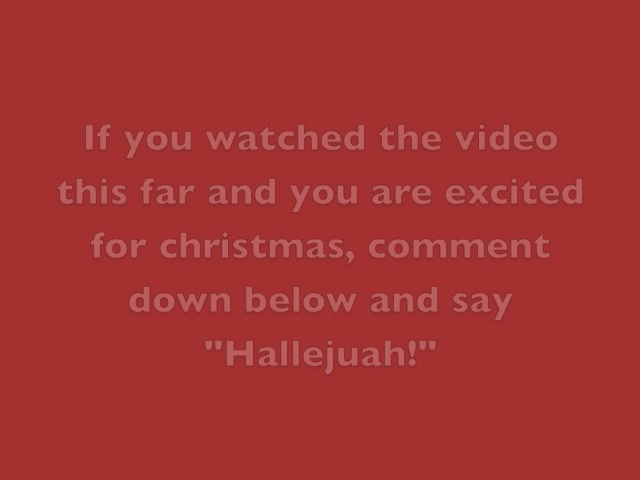 If you watched the video
this far and you are excited
for christmas, comment
down below and say
"Hallejuah!"